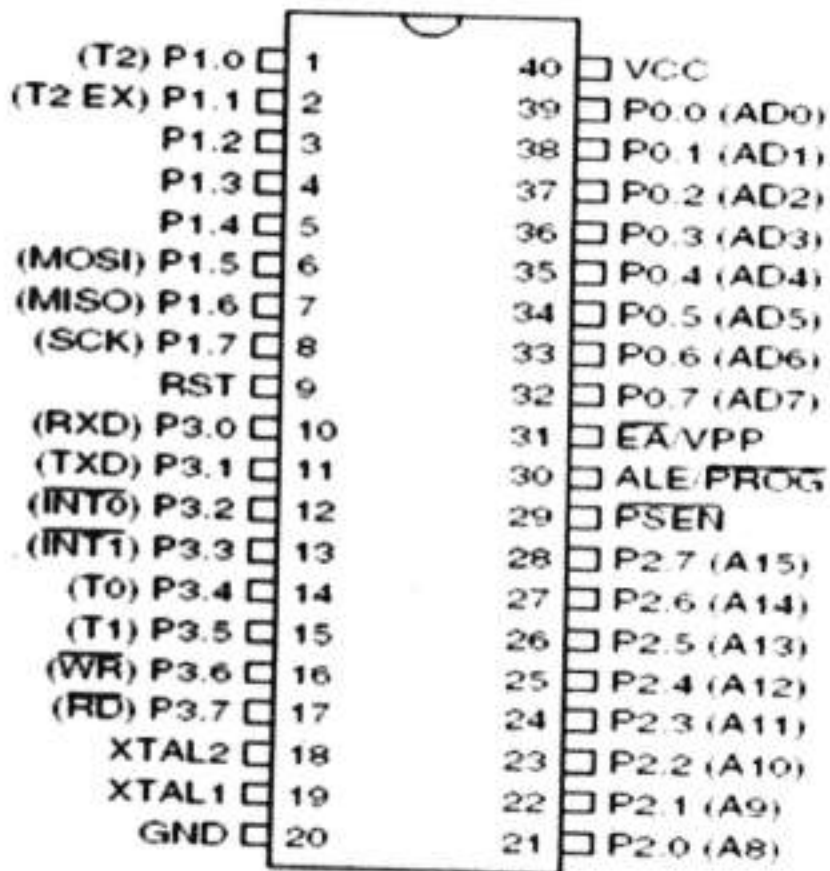 (T2) P1.0 1 40 VCC
(T2 EX) P1.1 2 39 P0.0 (AD0)
P1.2 3 38 P0.1 (AD1)
P1.3 4 37 P0.2 (AD2)
P1.4 5 36 P0.3 (AD3)
(MOSI) P1.5 6 35 P0.4 (AD4)
(MISO) P1.6 7 34 P0.5 (AD5)
(SCK) P1.7 8 33 P0.6 (AD6)
RST 9 32 P0.7 (AD7)
(RXD) P3.0 10 31 E̅A̅/VPP
(TXD) P3.1 11 30 ALE/P̅R̅O̅G̅
(I̅N̅T̅0̅) P3.2 12 29 P̅S̅E̅N̅
(I̅N̅T̅1̅) P3.3 13 28 P2.7 (A15)
(T0) P3.4 14 27 P2.6 (A14)
(T1) P3.5 15 26 P2.5 (A13)
(W̅R̅) P3.6 16 25 P2.4 (A12)
(R̅D̅) P3.7 17 24 P2.3 (A11)
XTAL2 18 23 P2.2 (A10)
XTAL1 19 22 P2.1 (A9)
GND 20 21 P2.0 (A8)